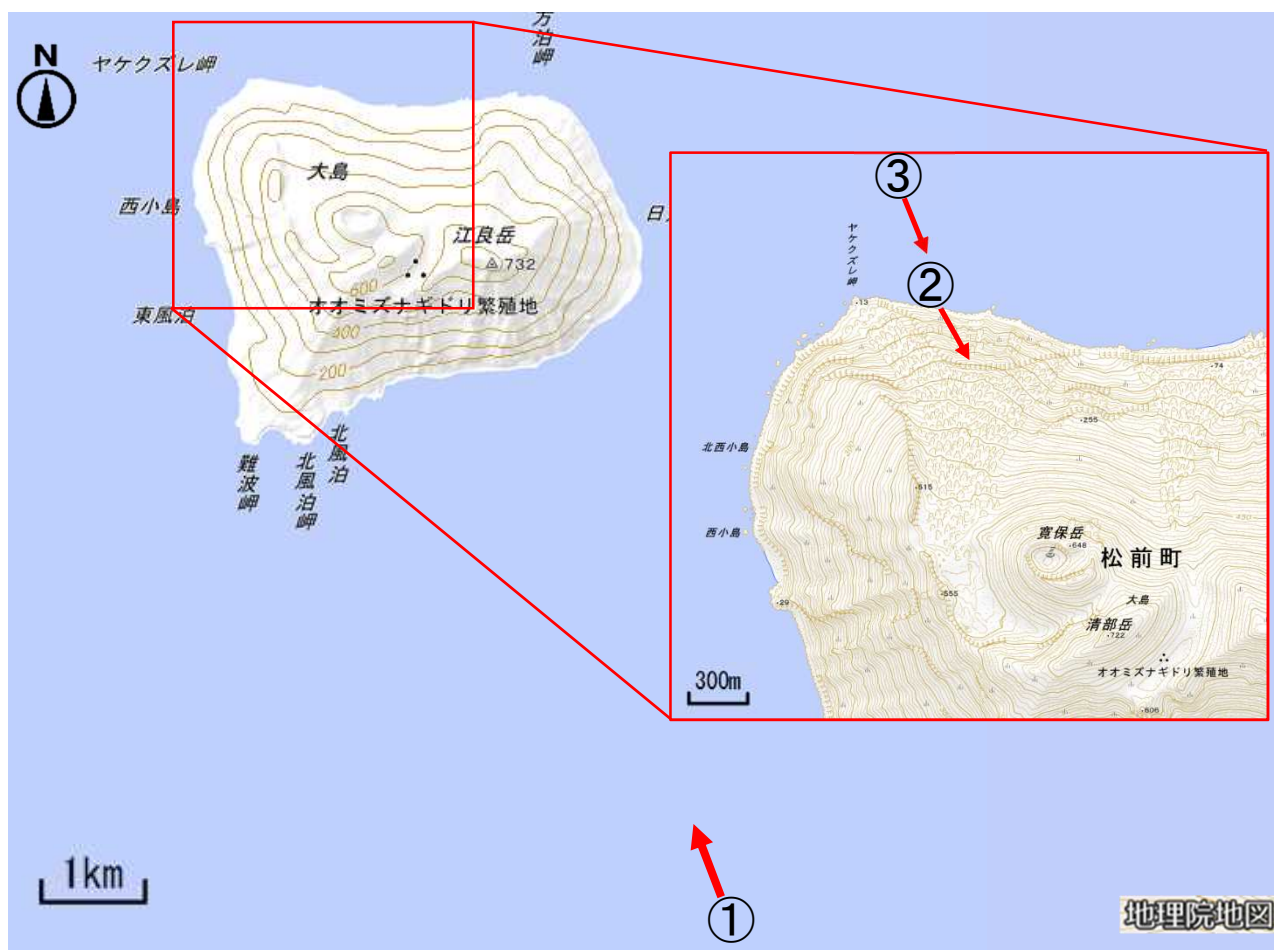 万泊岬
N
ヤケクズレ岬
大島
西小島
江良岳
732
日
600
オオミズナギドリ繁殖地
東風泊
400
200
北風泊
北風泊岬
難波岬
1km
①
③
ヤケクズレ岬
②
13
74
255
北西小島
515
西小島
寛保岳
648
松前町
555
大島
29
清部岳
722
オオミズナギドリ繁殖地
300m
606
地理院地図